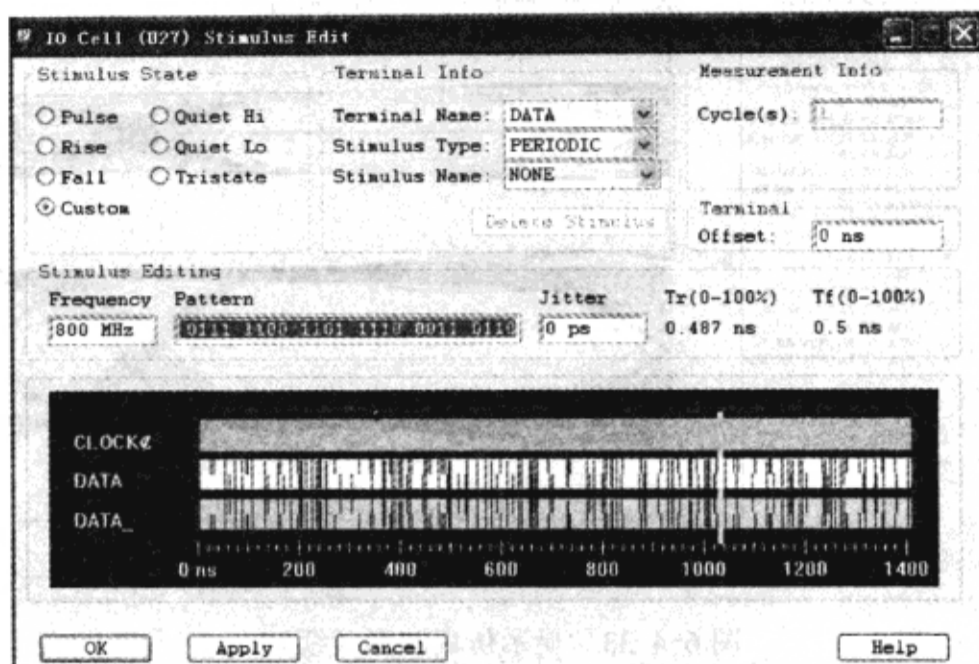 IO Cell (U27) Stimulus Edit
Stimulus State
Pulse
Quiet Hi
Rise
Quiet Lo
Fall
Tristate
Custom
Terminal Info
Terminal Name: DATA
Stimulus Type: PERIODIC
Stimulus Name: NONE
Delete Stimulus
Measurement Info
Cycle(s): 1
Terminal
Offset: 0 ns
Stimulus Editing
Frequency Pattern Jitter Tr(0-100%) Tf(0-100%)
800 MHz 0 ps 0.487 ns 0.5 ns
DATA
DATA_
0 ns 200 400 600 800 1000 1200 1400
OK Apply Cancel Help